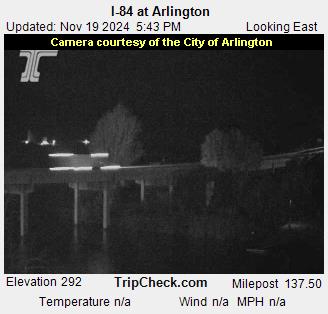 I-84 at Arlington
Updated: Nov 19 2024 5:43 PM Looking East
Camera courtesy of the City of Arlington
Elevation 292 TripCheck.com Milepost 137.50
Temperature n/a Wind n/a MPH n/a